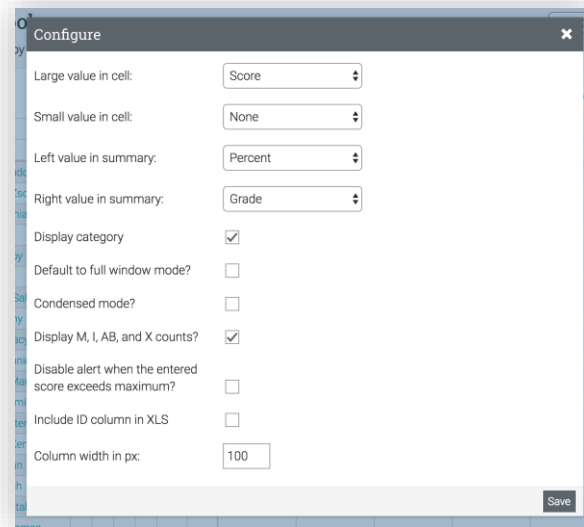 Configure
Large value in cell: Score
Small value in cell: None
Left value in summary: Percent
Right value in summary: Grade
Display category
Default to full window mode?
Condensed mode?
Display M, I, AB, and X counts?
Disable alert when the entered
score exceeds maximum?
Include ID column in XLS
Column width in px: 100
Save